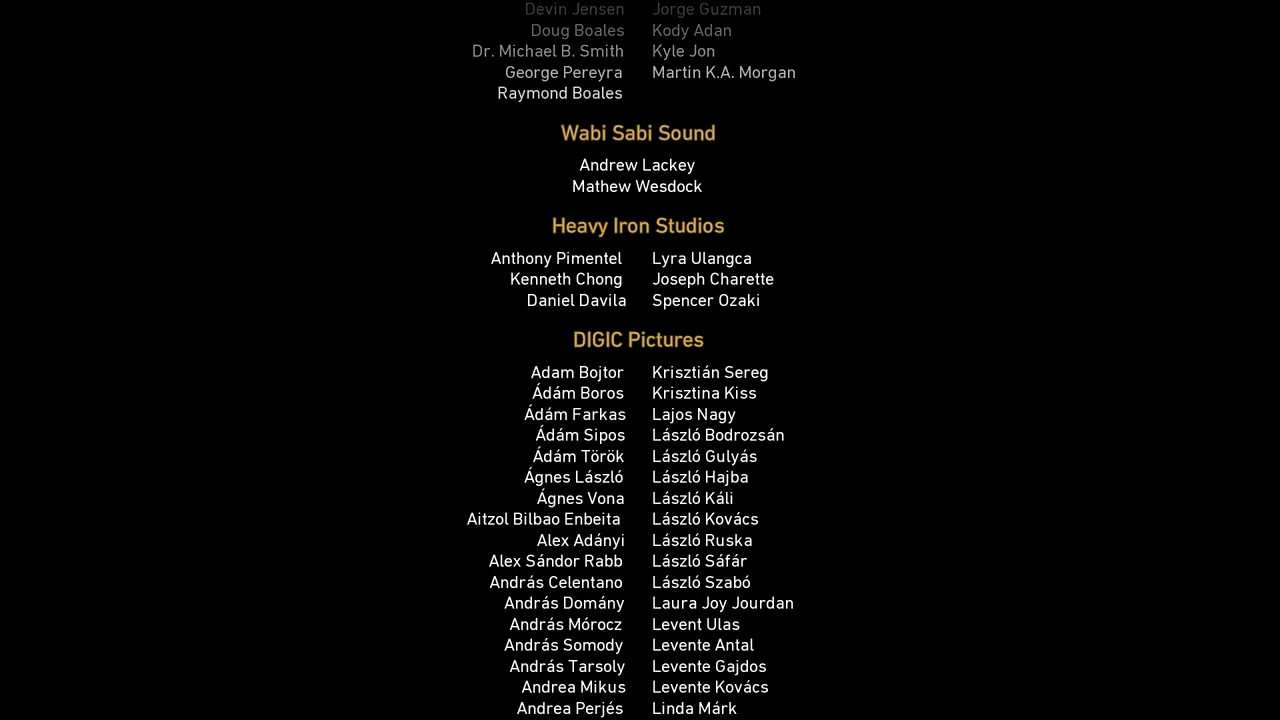 Devin Jensen Jorge Guzman
Doug Boales Kody Adan
Dr. Michael B. Smith Kyle Jon
George Pereyra Martin K.A. Morgan
Raymond Boales
Wabi Sabi Sound
Andrew Lackey
Mathew Wesdock
Heavy Iron Studios
Anthony Pimentel Lyra Ulangca
Kenneth Chong Joseph Charette
Daniel Davila Spencer Ozaki
DIGIC Pictures
Adam Bojtor Krisztián Sereg
Ádám Boros Krisztina Kiss
Ádám Farkas Lajos Nagy
Ádám Sipos László Bodrozsán
Ádám Török László Gulyás
Ágnes László László Hajba
Ágnes Vona László Káli
Aitzol Bilbao Enbeita László Kovács
Alex Adányi László Ruska
Alex Sándor Rabb László Sáfár
András Celentano László Szabó
András Domány Laura Joy Jourdan
András Mórocz Levent Ulas
András Somody Levente Antal
András Tarsoly Levente Gajdos
Andrea Mikus Levente Kovács
Andrea Perjés Linda Márk